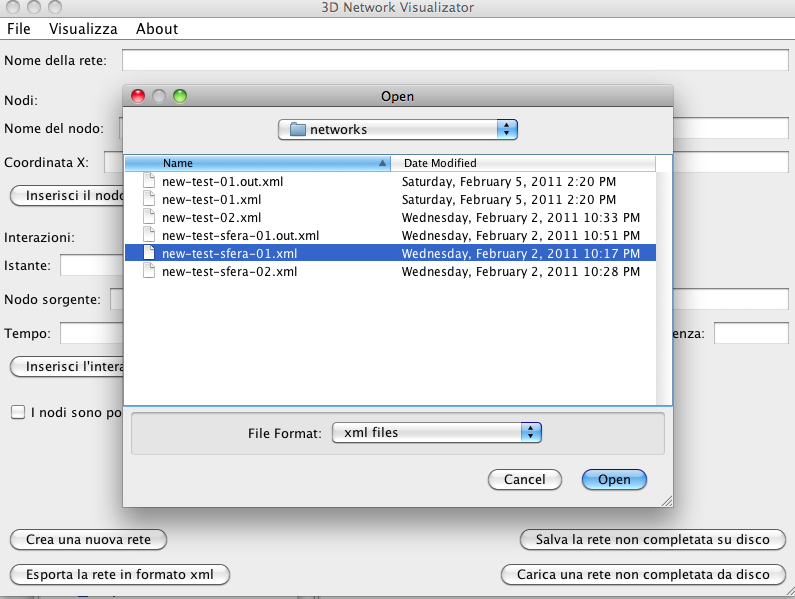 3D Network Visualizator
File Visualizza About
Nome della rete:
Nodi:
Nome del nodo:
Coordinata X:
Inserisci il nodo
Interazioni:
Istante:
Nodo sorgente:
Tempo:
Inserisci l'intera
I nodi sono po
Open
networks
Name Date Modified
new-test-01.out.xml Saturday, February 5, 2011 2:20 PM
new-test-01.xml Saturday, February 5, 2011 2:20 PM
new-test-02.xml Wednesday, February 2, 2011 10:33 PM
new-test-sfera-01.out.xml Wednesday, February 2, 2011 10:51 PM
new-test-sfera-01.xml Wednesday, February 2, 2011 10:17 PM
new-test-sfera-02.xml Wednesday, February 2, 2011 10:28 PM
enza:
File Format: xml files
Cancel Open
Crea una nuova rete Salva la rete non completata su disco
Esporta la rete in formato xml Carica una rete non completata da disco